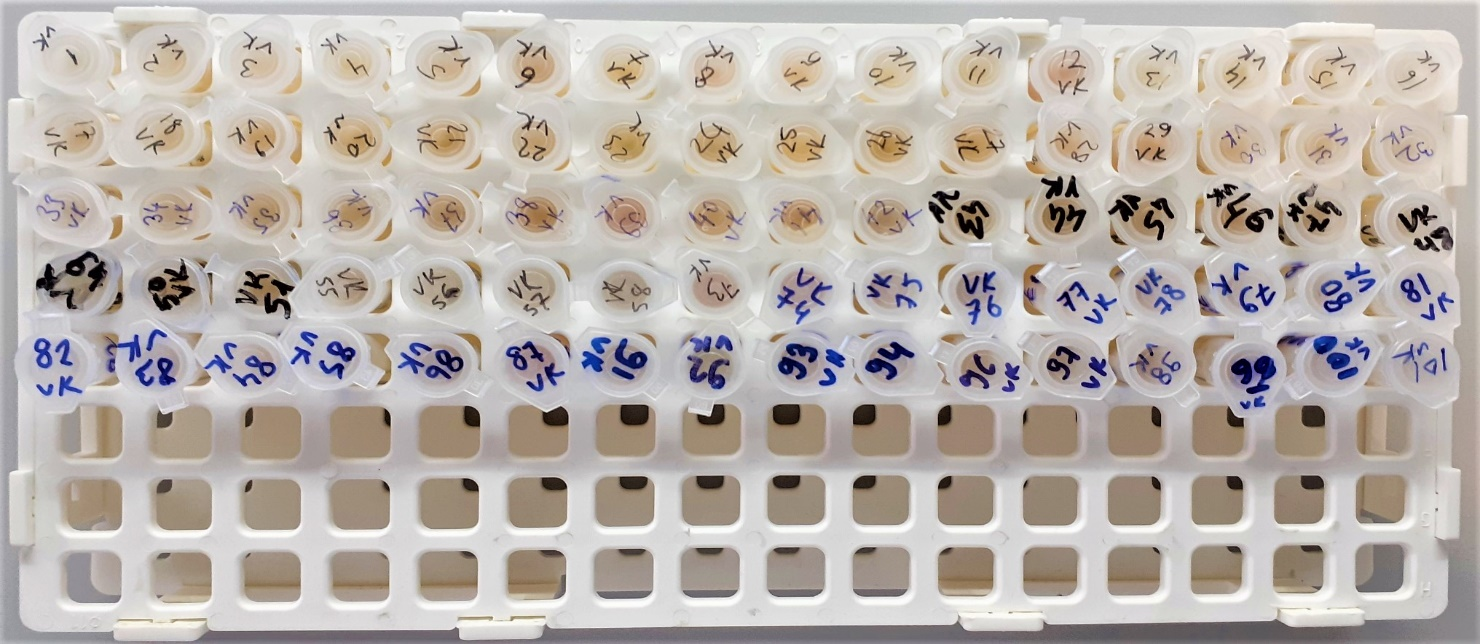 VK 1
VK 2
VK 3
VK 4
VK 5
VK 6
VK 7
VK 8
VK 9
VK 10
VK 11
12 VK
VK 13
VK 14
VK 15
VK 16
17 VK
18 VK
VK 19
VK 20
21 VK
VK 22
VK 23
24 VK
25 VK
26 VK
27 VK
VK 28
29 VK
VK 30
VK 31
VK 32
VK
34 VK
VK 35
VK 36
VK 37
38 VK
VK
40 VK
VK
VK
VK 43
VK 44
VK 45
VK 46
VK 47
VK 48
VK 49
50 VK
VK 51
VK 55
VK 56
VK 57
VK 58
VK 73
VK 74
VK 75
VK 76
77 VK
VK 78
VK 79
VK 80
81 VK
82 VK
VK 83
VK 84
VK 85
VK 86
87 VK
VK 91
VK 92
93 VK
94
96 VK
97 VK
VK 98
99 VK
100 VK
101 VK